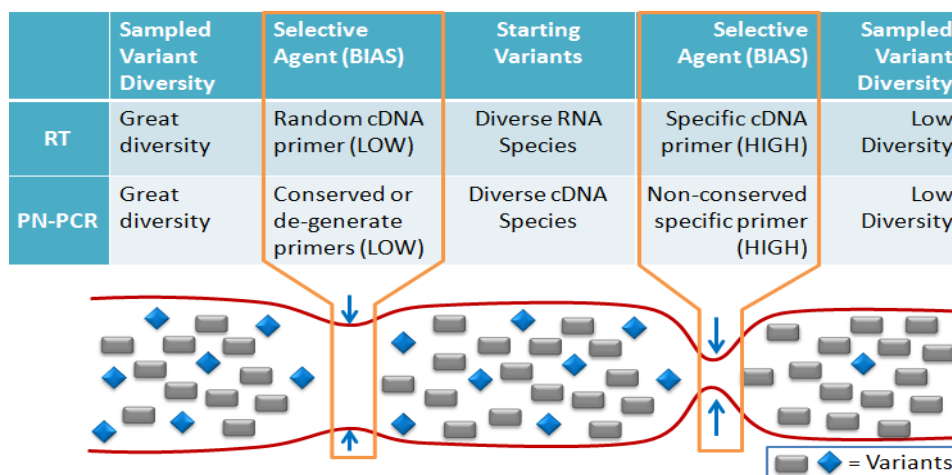 Sampled Variant Diversity
Selective Agent (BIAS)
Starting Variants
Selective Agent (BIAS)
Sampled Variant Diversity
RT
Great diversity
Random cDNA primer (LOW)
Diverse RNA Species
Specific cDNA primer (HIGH)
Low Diversity
PN-PCR
Great diversity
Conserved or de-generate primers (LOW)
Diverse cDNA Species
Non-conserved specific primer (HIGH)
Low Diversity
= Variants